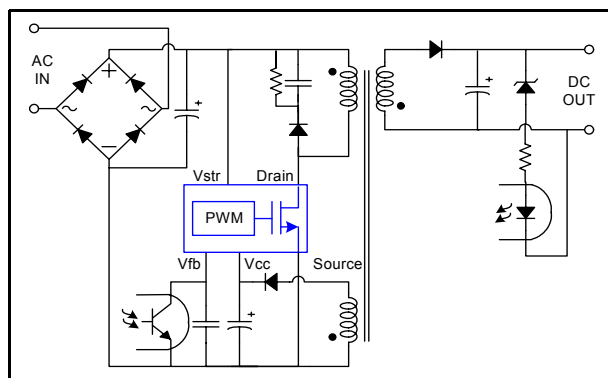 AC
IN
+
−
~
~
+
+
DC
OUT
Vstr
Drain
PWM
Vfb
Vcc
Source
+